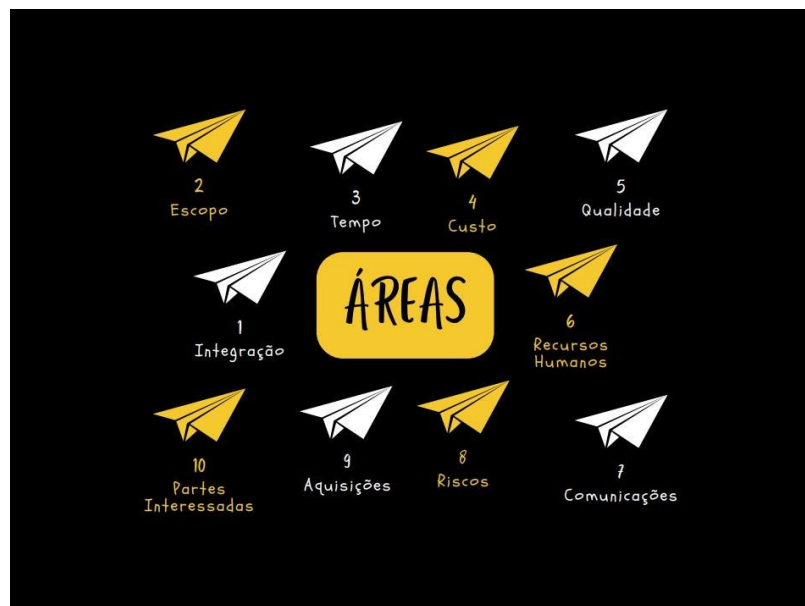 2
Escopo
3
Tempo
4
Custo
5
Qualidade
1
Integração
ÁREAS
6
Recursos
Humanos
10
Partes
Interessadas
9
Aquisições
8
Riscos
7
Comunicações